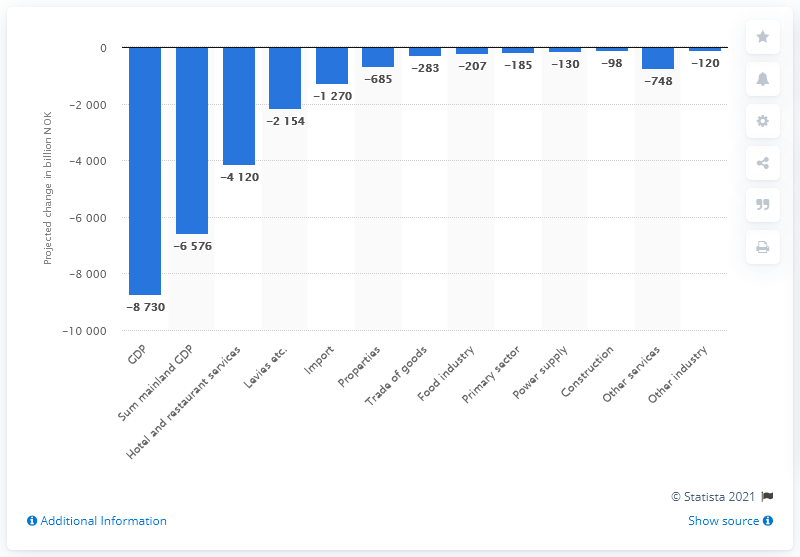 Projected change in billion NOK
0
−2 000
−4 000
−6 000
−8 000
−10 000
−8 730
−6 576
−4 120
−2 154
−1 270
−685
−283
−207
−185
−130
−98
−748
−120
GDP
Sum mainland GDP
Hotel and restaurant services
Levies etc.
Import
Properties
Trade of goods
Food industry
Primary sector
Power supply
Construction
Other services
Other industry
© Statista 2021
Additional Information
Show source